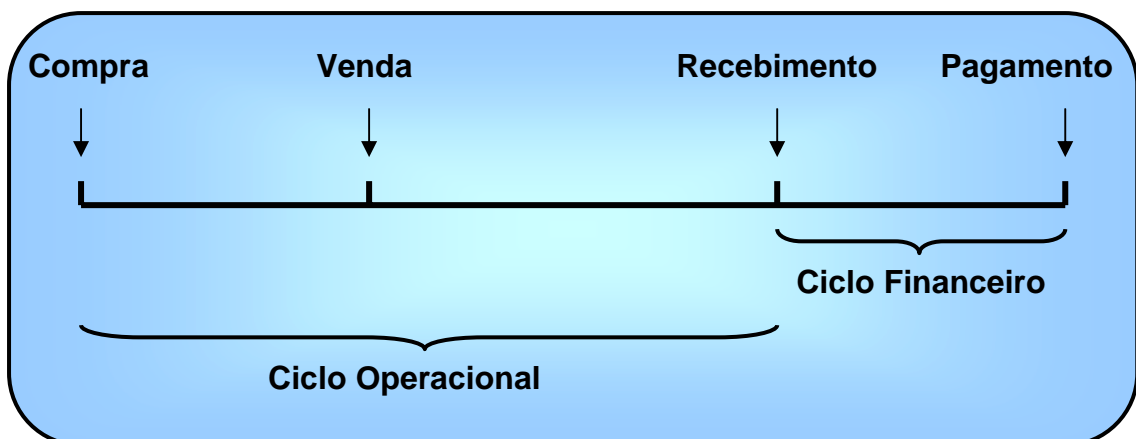 Compra Venda Recebimento Pagamento
Ciclo Financeiro
Ciclo Operacional